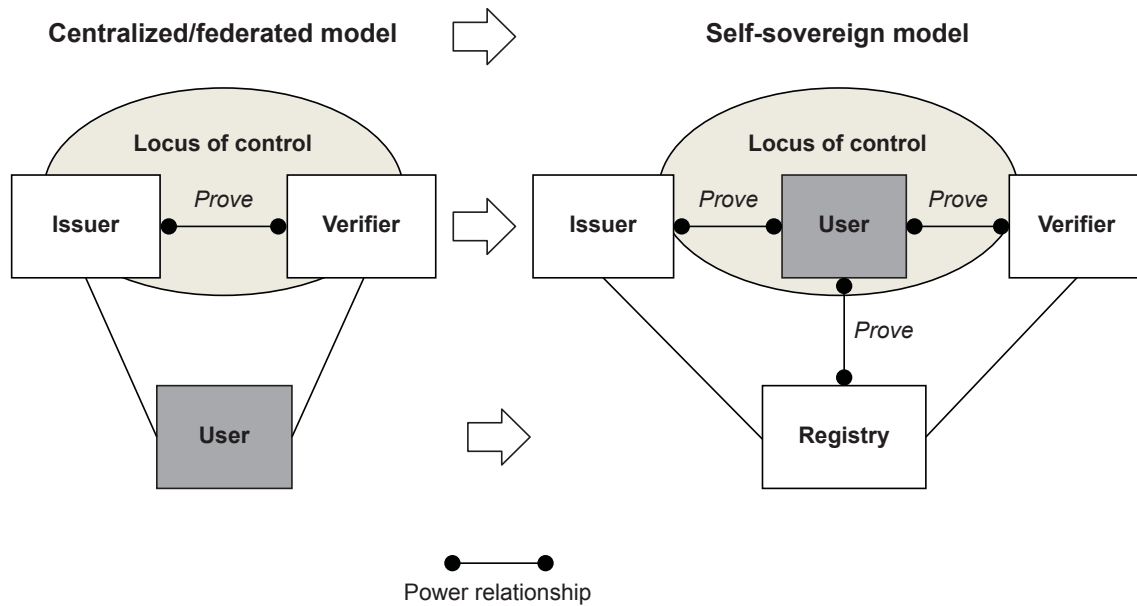 Centralized/federated model
Self-sovereign model
Locus of control
Issuer
Prove
Verifier
User
Locus of control
Issuer
Prove
User
Prove
Verifier
Prove
Registry
Power relationship